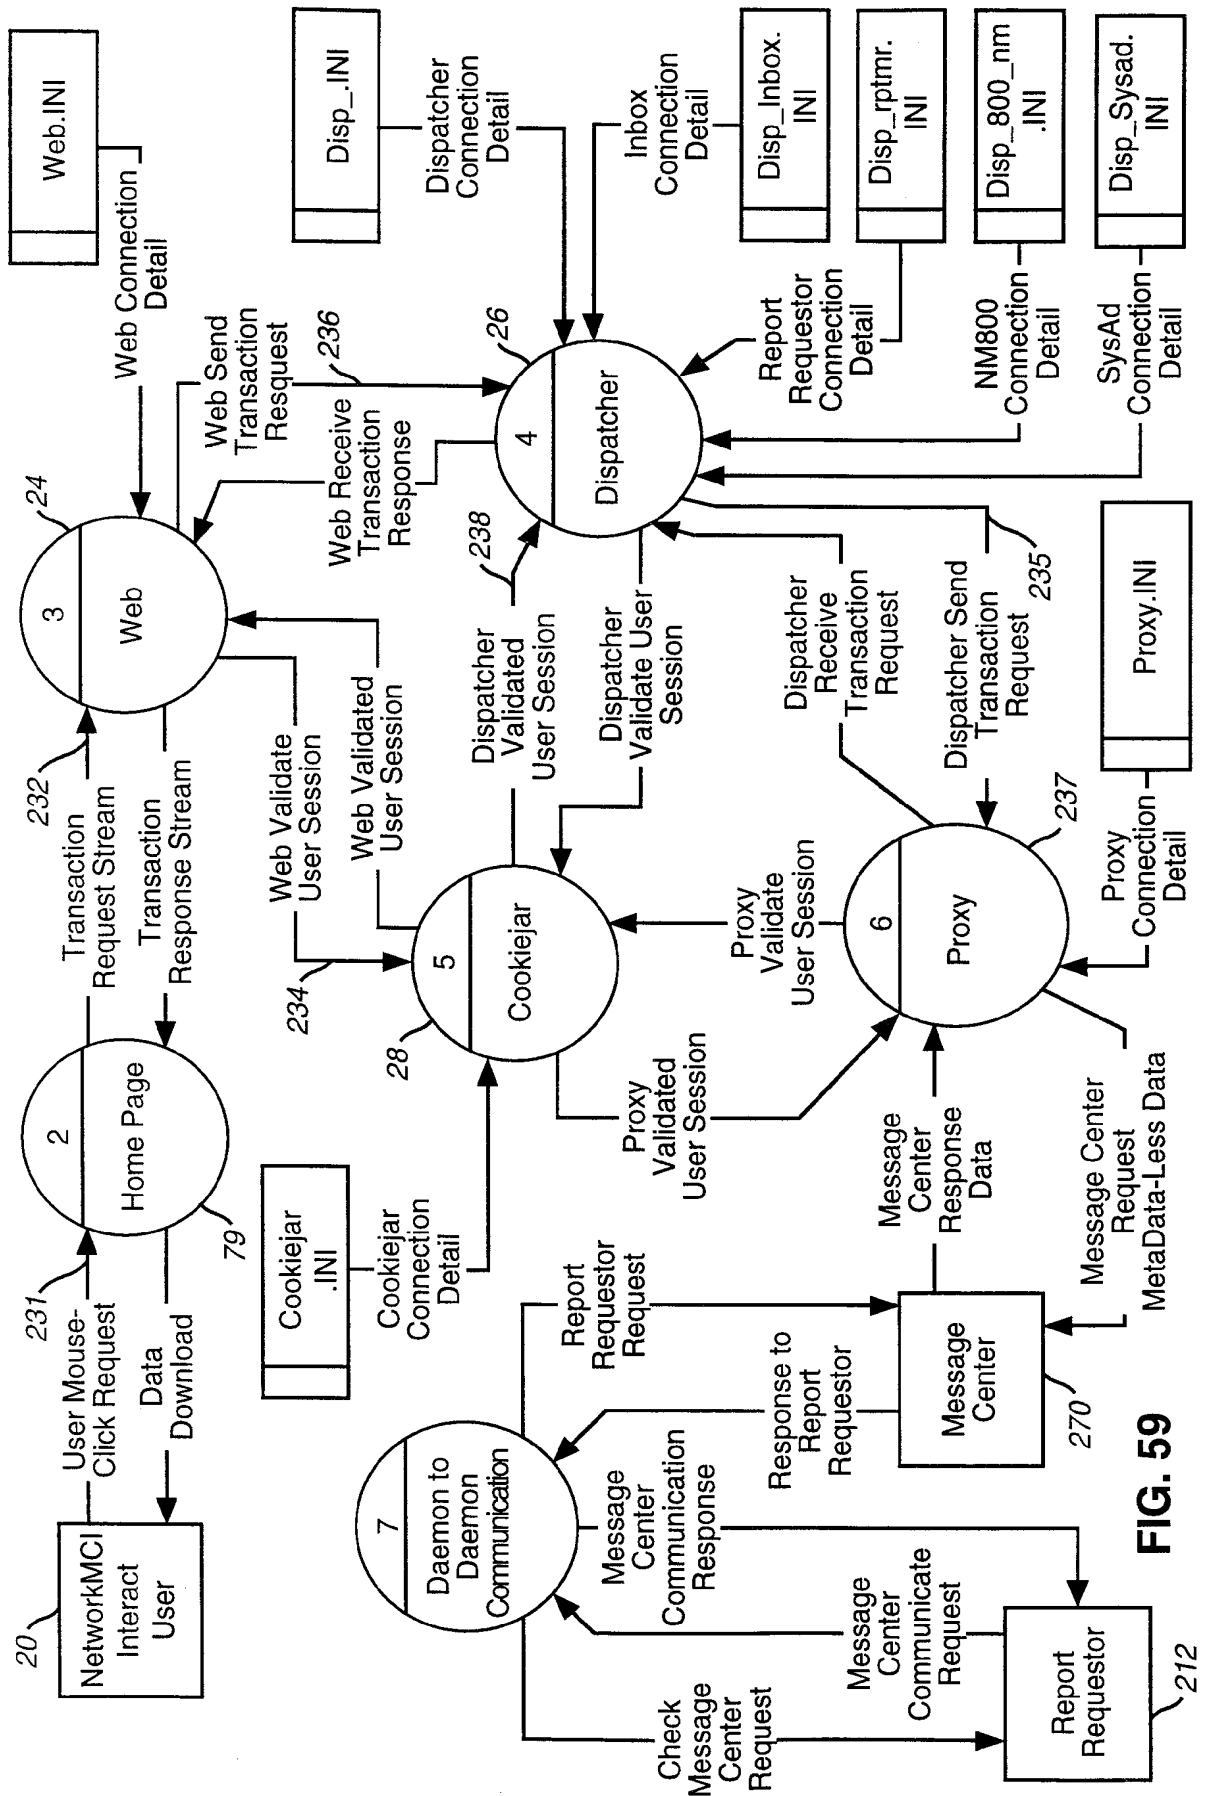 20
NetworkMCI
Interact
User
User Mouse-
Click Request
231
Data
Download
2
Home Page
79
Transaction
Request Stream
232
Transaction
Response Stream
3
Web
24
Web Connection
Detail
Web.INI
Web Validate
User Session
234
Web Validated
User Session
Web Send
Transaction
Request
236
Web Receive
Transaction
Response
Disp_.INI
Dispatcher
Connection
Detail
Cookiejar
.INI
Cookiejar
Connection
Detail
5
Cookiejar
28
Dispatcher
Validated
User Session
238
Dispatcher
Validate User
Session
4
Dispatcher
26
Inbox
Connection
Detail
Disp_Inbox.
INI
Report
Requestor
Connection
Detail
Disp_rptmr.
INI
NM800
Connection
Detail
Disp_800_nm
.INI
SysAd
Connection
Detail
Disp_Sysad.
INI
7
Daemon to
Daemon
Communication
Report
Requestor
Request
Response to
Report
Requestor
Message
Center
Communication
Response
Message
Center
Communicate
Request
Check
Message
Center
Request
Report
Requestor
212
Message
Center
270
Proxy
Validated
User Session
Proxy
Validate
User Session
Message
Center
Response
Data
Message Center
Request
MetaData-Less Data
6
Proxy
237
Dispatcher
Receive
Transaction
Request
Dispatcher Send
Transaction
Request
235
Proxy
Connection
Detail
Proxy.INI
FIG. 59